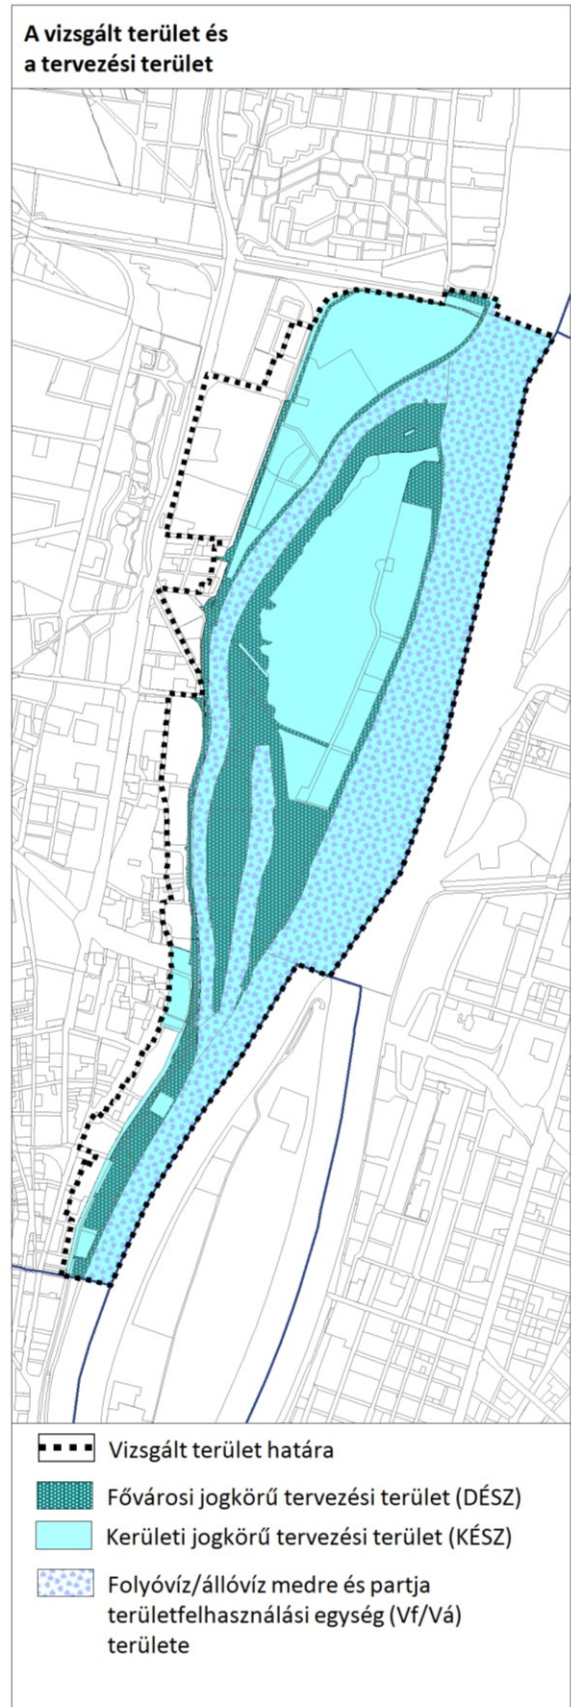 A vizsgált terület és
a tervezési terület
Vizsgált terület határa
Fővárosi jogkörű tervezési terület (DÉSZ)
Kerületi jogkörű tervezési terület (KÉSZ)
Folyóvíz/állóvíz medre és partja
területfelhasználási egység (Vf/Vá)
területe